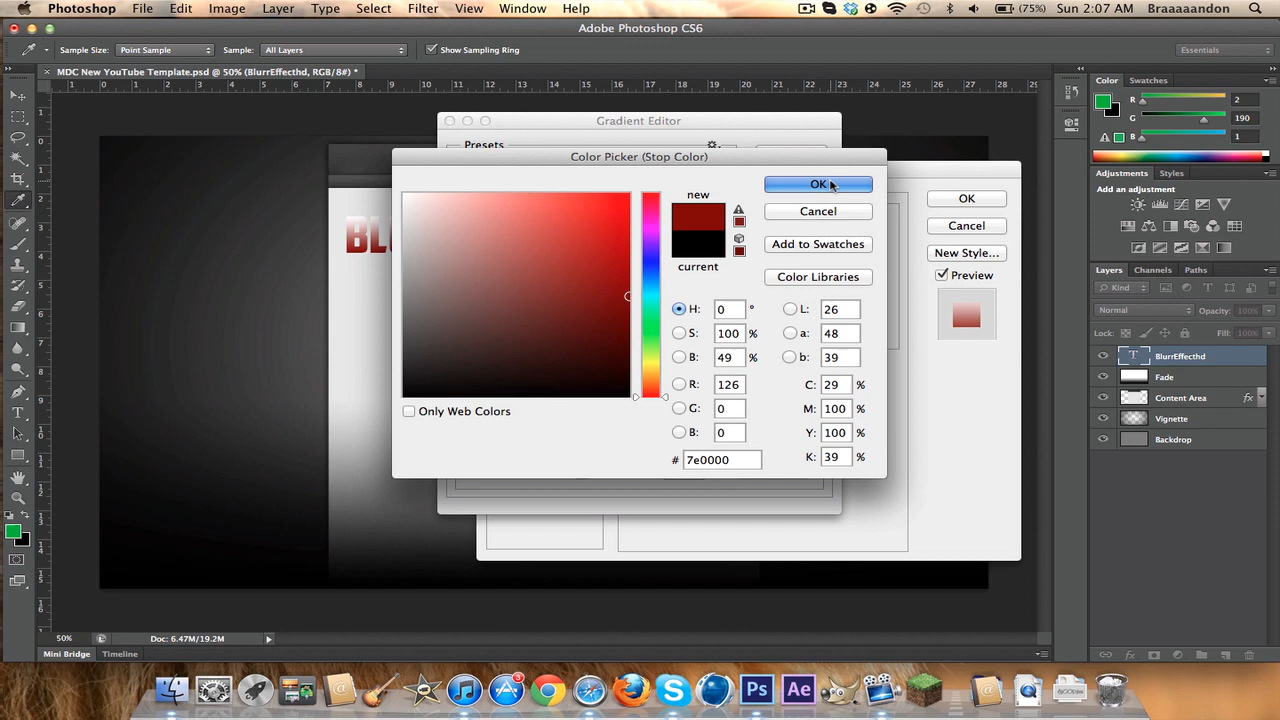 Photoshop File Edit Image Layer Type Select Filter View Window Help (75%) Sun 2:07 AM Braaaaandon
Adobe Photoshop CS6
Sample Size: Point Sample Sample: All Layers Show Sampling Ring Essentials
MDC New YouTube Template.psd @ 50% (BlurrEffecthd, RGB/8#) *
Gradient Editor
Presets
Color Picker (Stop Color)
new
current
OK
Cancel
Add to Swatches
Color Libraries
H: 0 °
S: 100 %
B: 49 %
R: 126
G: 0
B: 0
# 7e0000
L: 26
a: 48
b: 39
C: 29 %
M: 100 %
Y: 100 %
K: 39 %
Only Web Colors
OK
Cancel
New Style...
Preview
Color Swatches
R 2
G 190
B 1
Adjustments Styles
Add an adjustment
Layers Channels Paths
Kind
Normal Opacity: 100%
Lock: Fill: 100%
BlurrEffecthd
Fade
Content Area fx
Vignette
Backdrop
50% Doc: 6.47M/19.2M
Mini Bridge Timeline